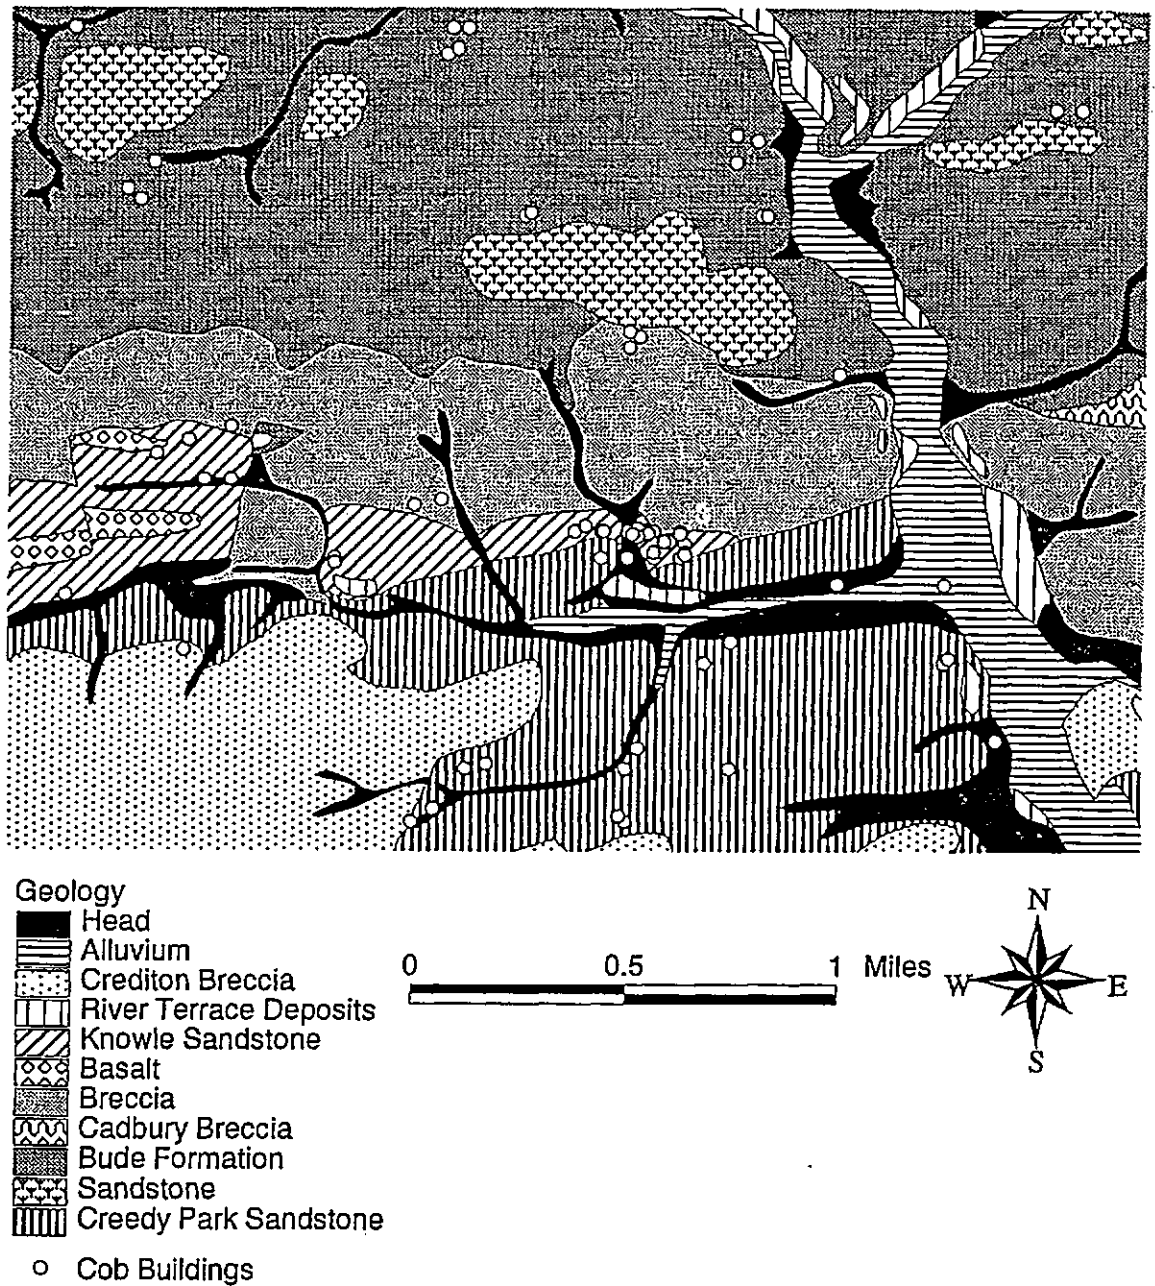 Geology
Head
Alluvium
Crediton Breccia
River Terrace Deposits
Knowle Sandstone
Basalt
Breccia
Cadbury Breccia
Bude Formation
Sandstone
Creedy Park Sandstone
Cob Buildings
0 0.5 1 Miles
N
W E
S